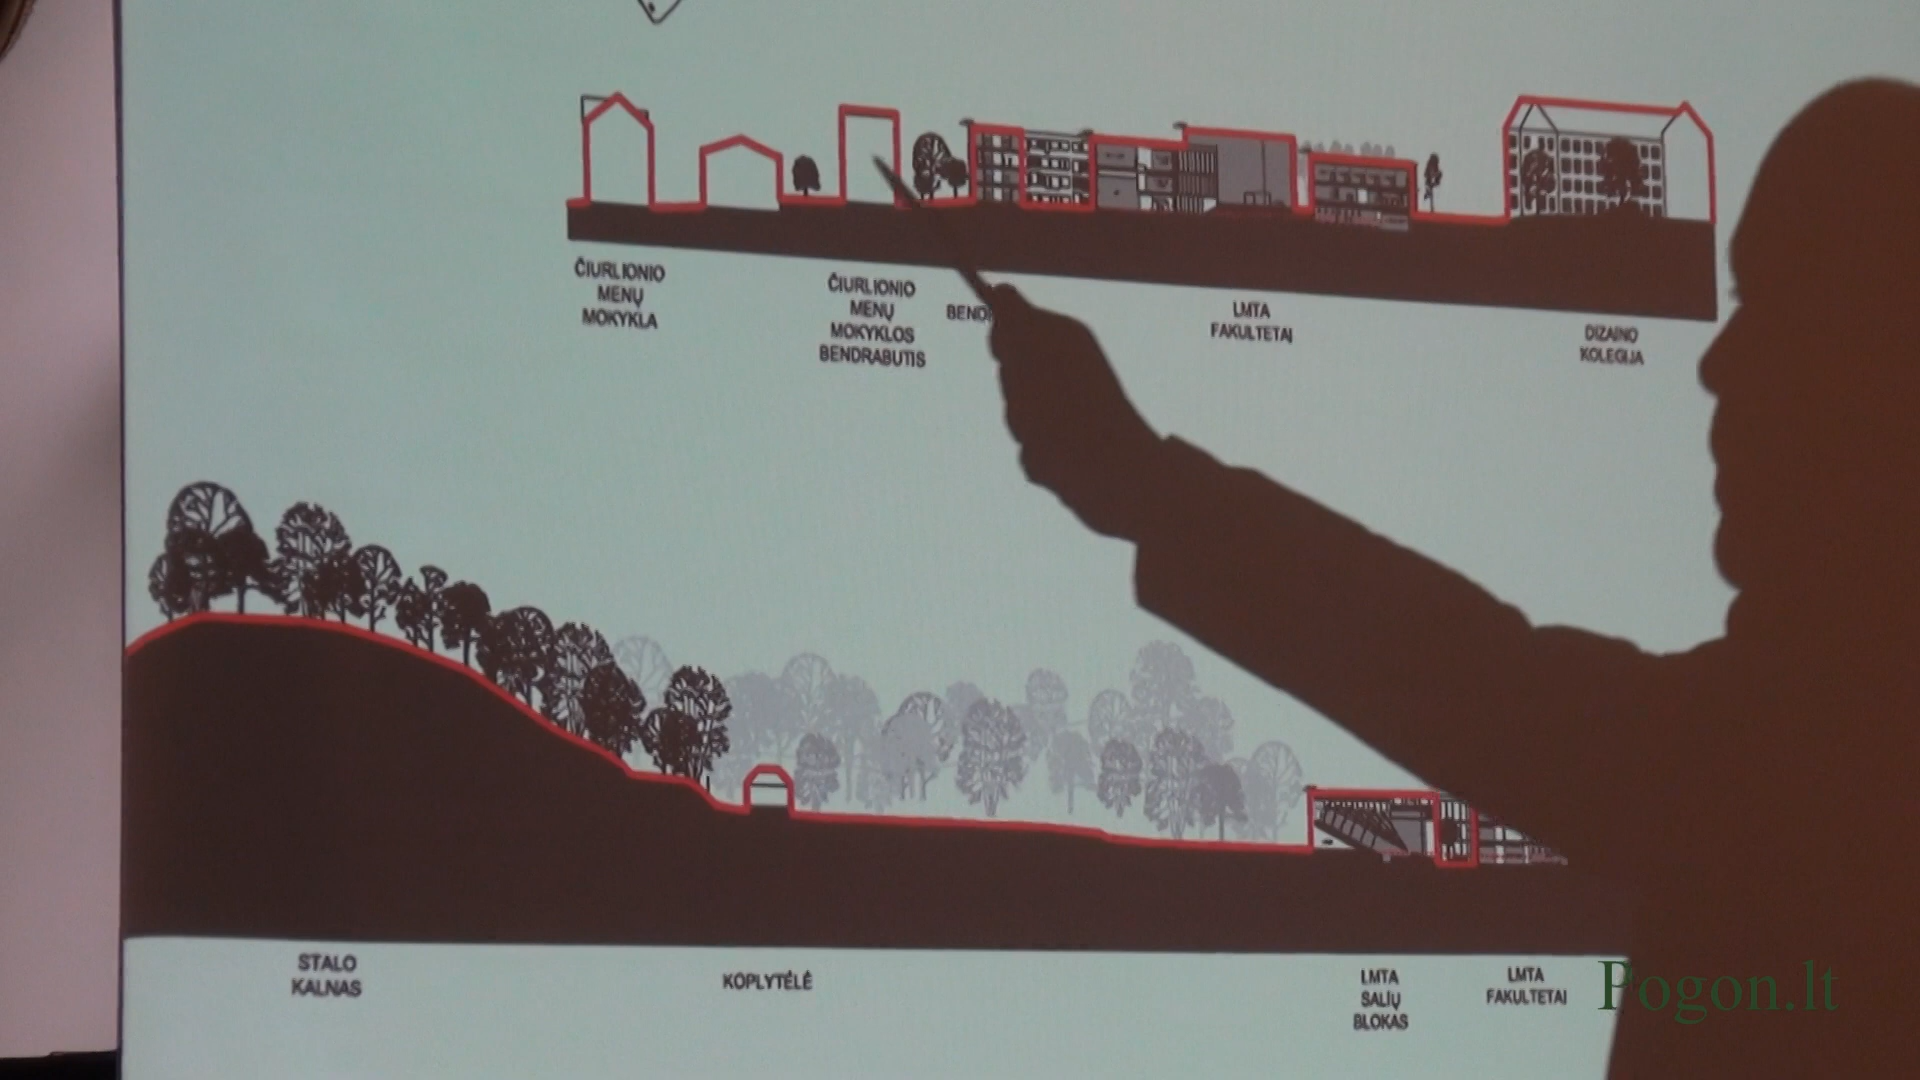 ČIURLIONIO
MENŲ
MOKYKLA
ČIURLIONIO
MENŲ
MOKYKLOS
BENDRABUTIS
LMTA
FAKULTETAI
DIZAINO
KOLEGIJA
STALO
KALNAS
KOPLYTĖLĖ
LMTA
SALIŲ
BLOKAS
LMTA
FAKULTETAI
Pogon.lt